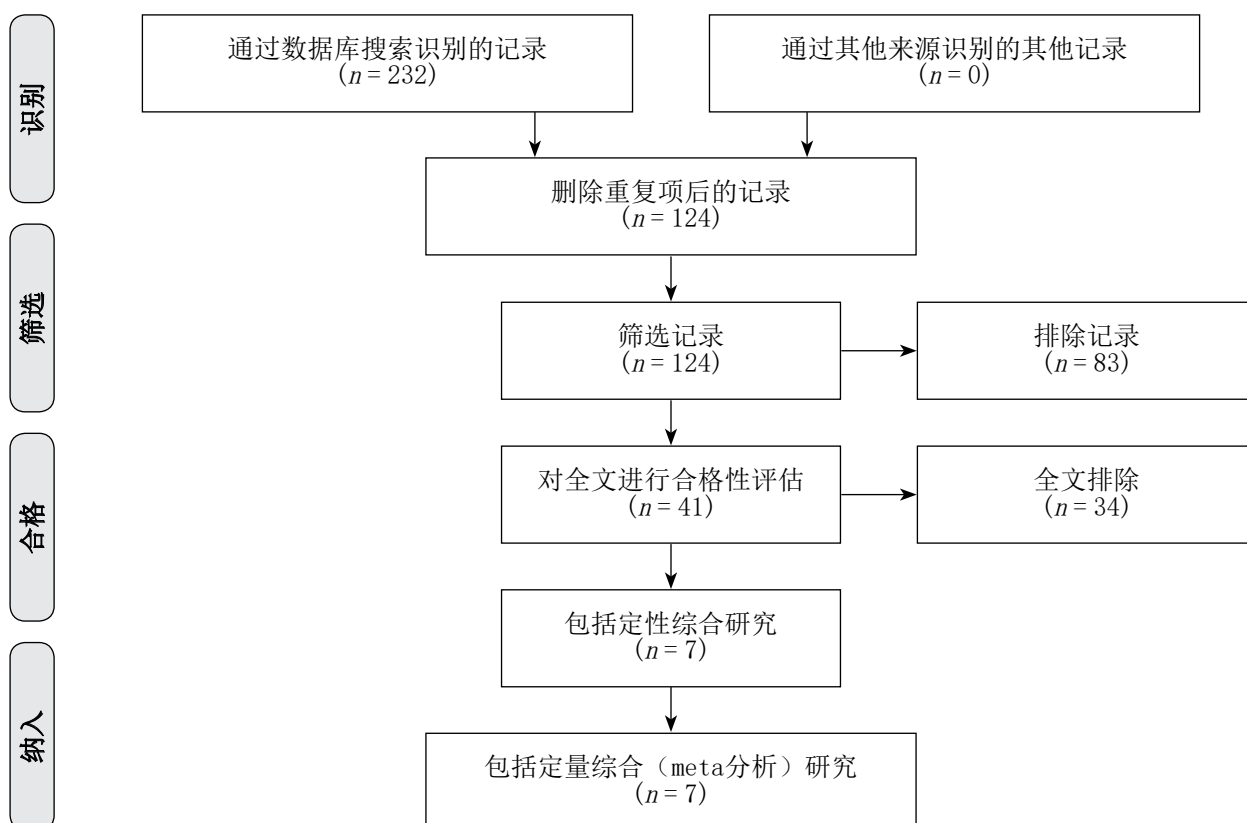 识别
通过数据库搜索识别的记录
(n = 232)
通过其他来源识别的其他记录
(n = 0)
删除重复项后的记录
(n = 124)
筛选
筛选记录
(n = 124)
排除记录
(n = 83)
合格
对全文进行合格性评估
(n = 41)
全文排除
(n = 34)
纳入
包括定性综合研究
(n = 7)
包括定量综合（meta分析）研究
(n = 7)